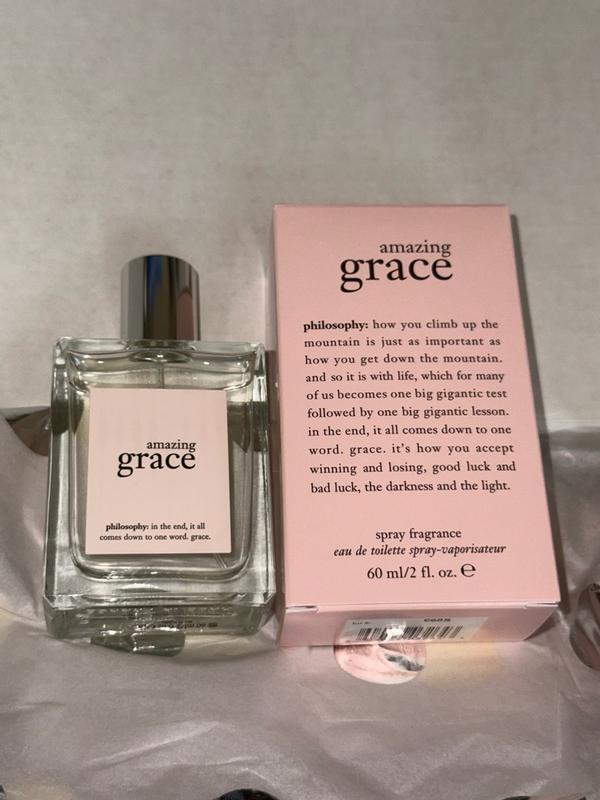 amazing
grace
philosophy: in the end, it all
comes down to one word. grace.
amazing
grace
philosophy: how you climb up the
mountain is just as important as
how you get down the mountain.
and so it is with life, which for many
of us becomes one big gigantic test
followed by one big gigantic lesson.
in the end, it all comes down to one
word. grace. it's how you accept
winning and losing, good luck and
bad luck, the darkness and the light.
spray fragrance
eau de toilette spray-vaporisateur
60 ml/2 fl. oz. ℮